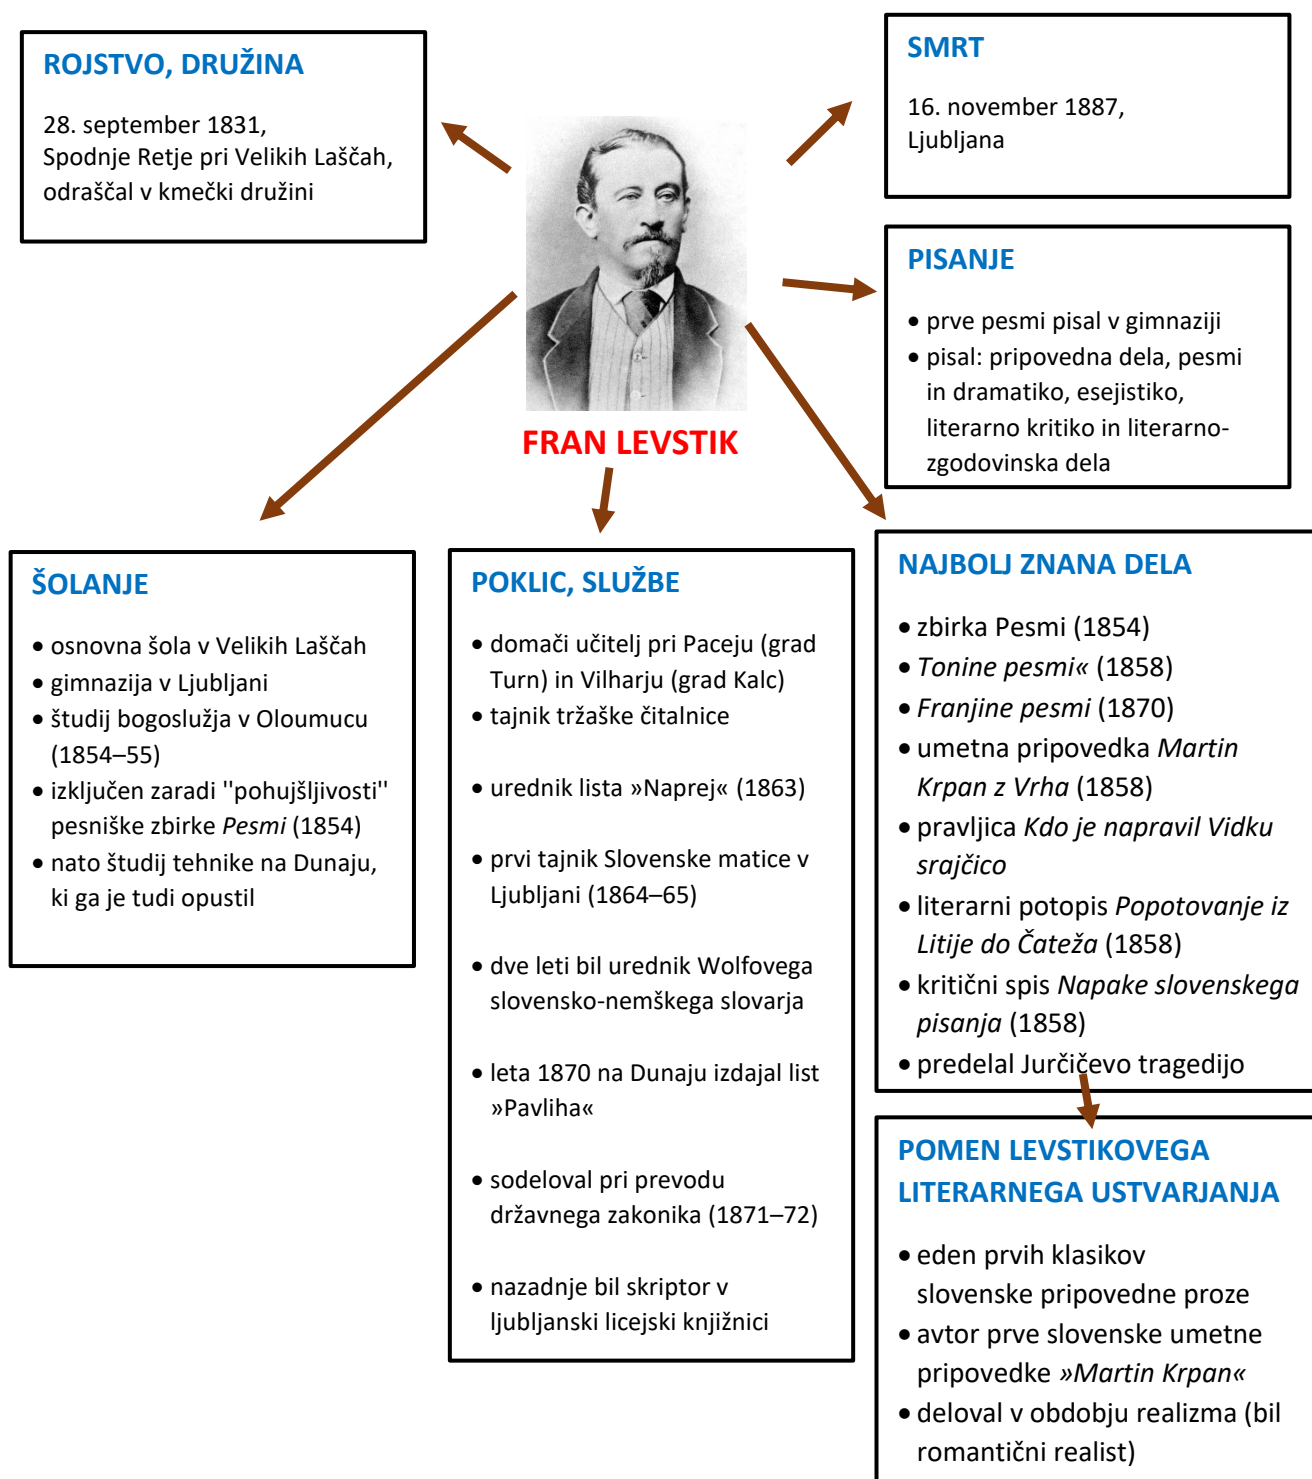 ROJSTVO, DRUŽINA
28. september 1831,
Spodnje Retje pri Velikih Laščah,
odraščal v kmečki družini
SMRT
16. november 1887,
Ljubljana
PISANJE
• prve pesmi pisal v gimnaziji
• pisal: pripovedna dela, pesmi
in dramatiko, esejistiko,
literarno kritiko in literarno-
zgodovinska dela
FRAN LEVSTIK
ŠOLANJE
• osnovna šola v Velikih Laščah
• gimnazija v Ljubljani
• študij bogoslužja v Oloumucu
(1854–55)
• izključen zaradi ''pohujšljivosti''
pesniške zbirke Pesmi (1854)
• nato študij tehnike na Dunaju,
ki ga je tudi opustil
POKLIC, SLUŽBE
• domači učitelj pri Paceju (grad
Turn) in Vilharju (grad Kalc)
• tajnik tržaške čitalnice
• urednik lista »Naprej« (1863)
• prvi tajnik Slovenske matice v
Ljubljani (1864–65)
• dve leti bil urednik Wolfovega
slovensko-nemškega slovarja
• leta 1870 na Dunaju izdajal list
»Pavliha«
• sodeloval pri prevodu
državnega zakonika (1871–72)
• nazadnje bil skriptor v
ljubljanski licejski knjižnici
NAJBOLJ ZNANA DELA
• zbirka Pesmi (1854)
• Tonine pesmi« (1858)
• Franjine pesmi (1870)
• umetna pripovedka Martin
Krpan z Vrha (1858)
• pravljica Kdo je napravil Vidku
srajčico
• literarni potopis Popotovanje iz
Litije do Čateža (1858)
• kritični spis Napake slovenskega
pisanja (1858)
• predelal Jurčičevo tragedijo
POMEN LEVSTIKOVEGA
LITERARNEGA USTVARJANJA
• eden prvih klasikov
slovenske pripovedne proze
• avtor prve slovenske umetne
pripovedke »Martin Krpan«
• deloval v obdobju realizma (bil
romantični realist)